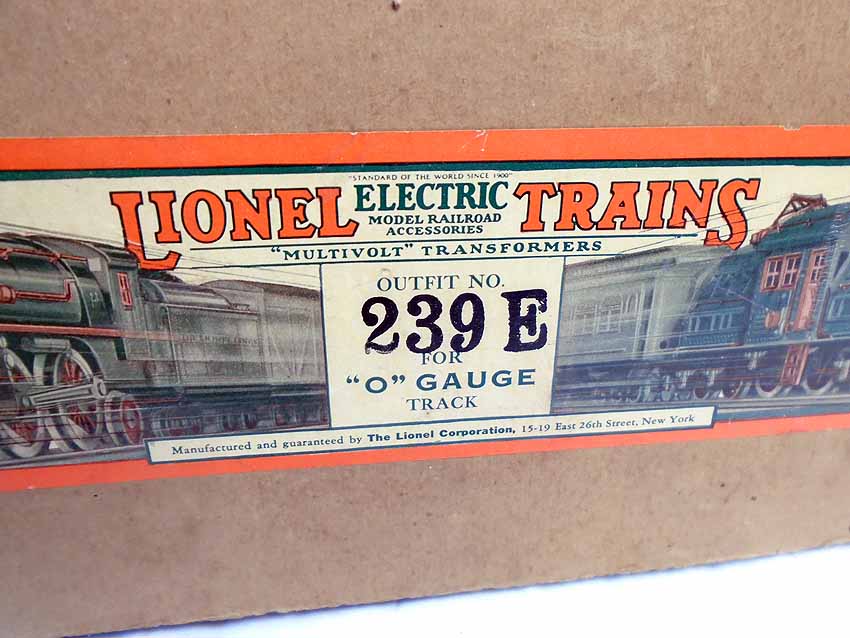 "STANDARD OF THE WORLD SINCE 1900"
LIONEL ELECTRIC TRAINS
MODEL RAILROAD
ACCESSORIES
"MULTIVOLT" TRANSFORMERS
OUTFIT NO.
239 E
FOR
"O" GAUGE
TRACK
Manufactured and guaranteed by The Lionel Corporation, 15-19 East 26th Street, New York